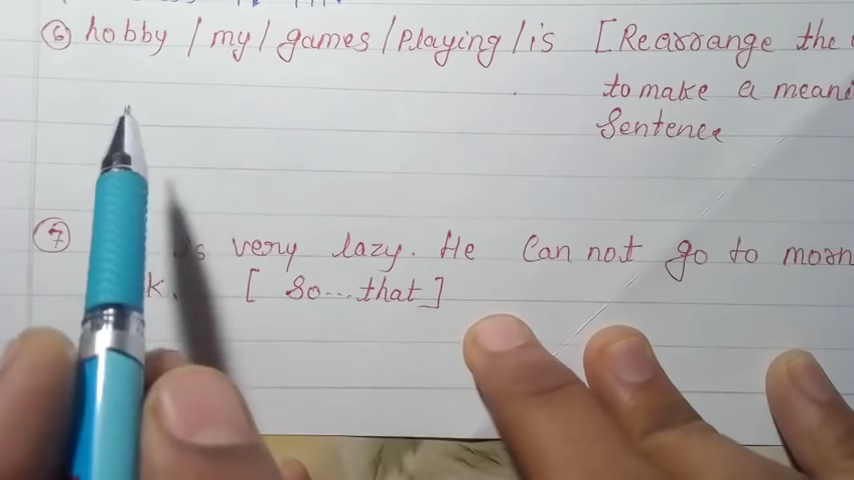 ⑥ hobby / my / games / Playing / is [Rearrange the
to make a meani
Sentence
⑦ is very lazy. He Can not go to morn
k. [ So...that ]